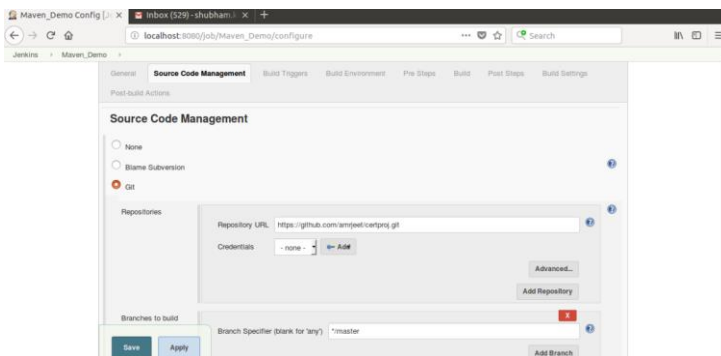 Maven_Demo Config [J
Inbox (529) - shubham.
localhost:8080/job/Maven_Demo/configure
Search
Jenkins
Maven_Demo
General Source Code Management Build Triggers Build Environment Pre Steps Build Post Steps Build Settings
Post-build Actions
Source Code Management
None
Blame Subversion
Git
Repositories
Repository URL https://github.com/amrjeet/certproj.git
Credentials - none - Add
Advanced...
Add Repository
Branches to build
X
Branch Specifier (blank for 'any') */master
Save Apply
Add Branch